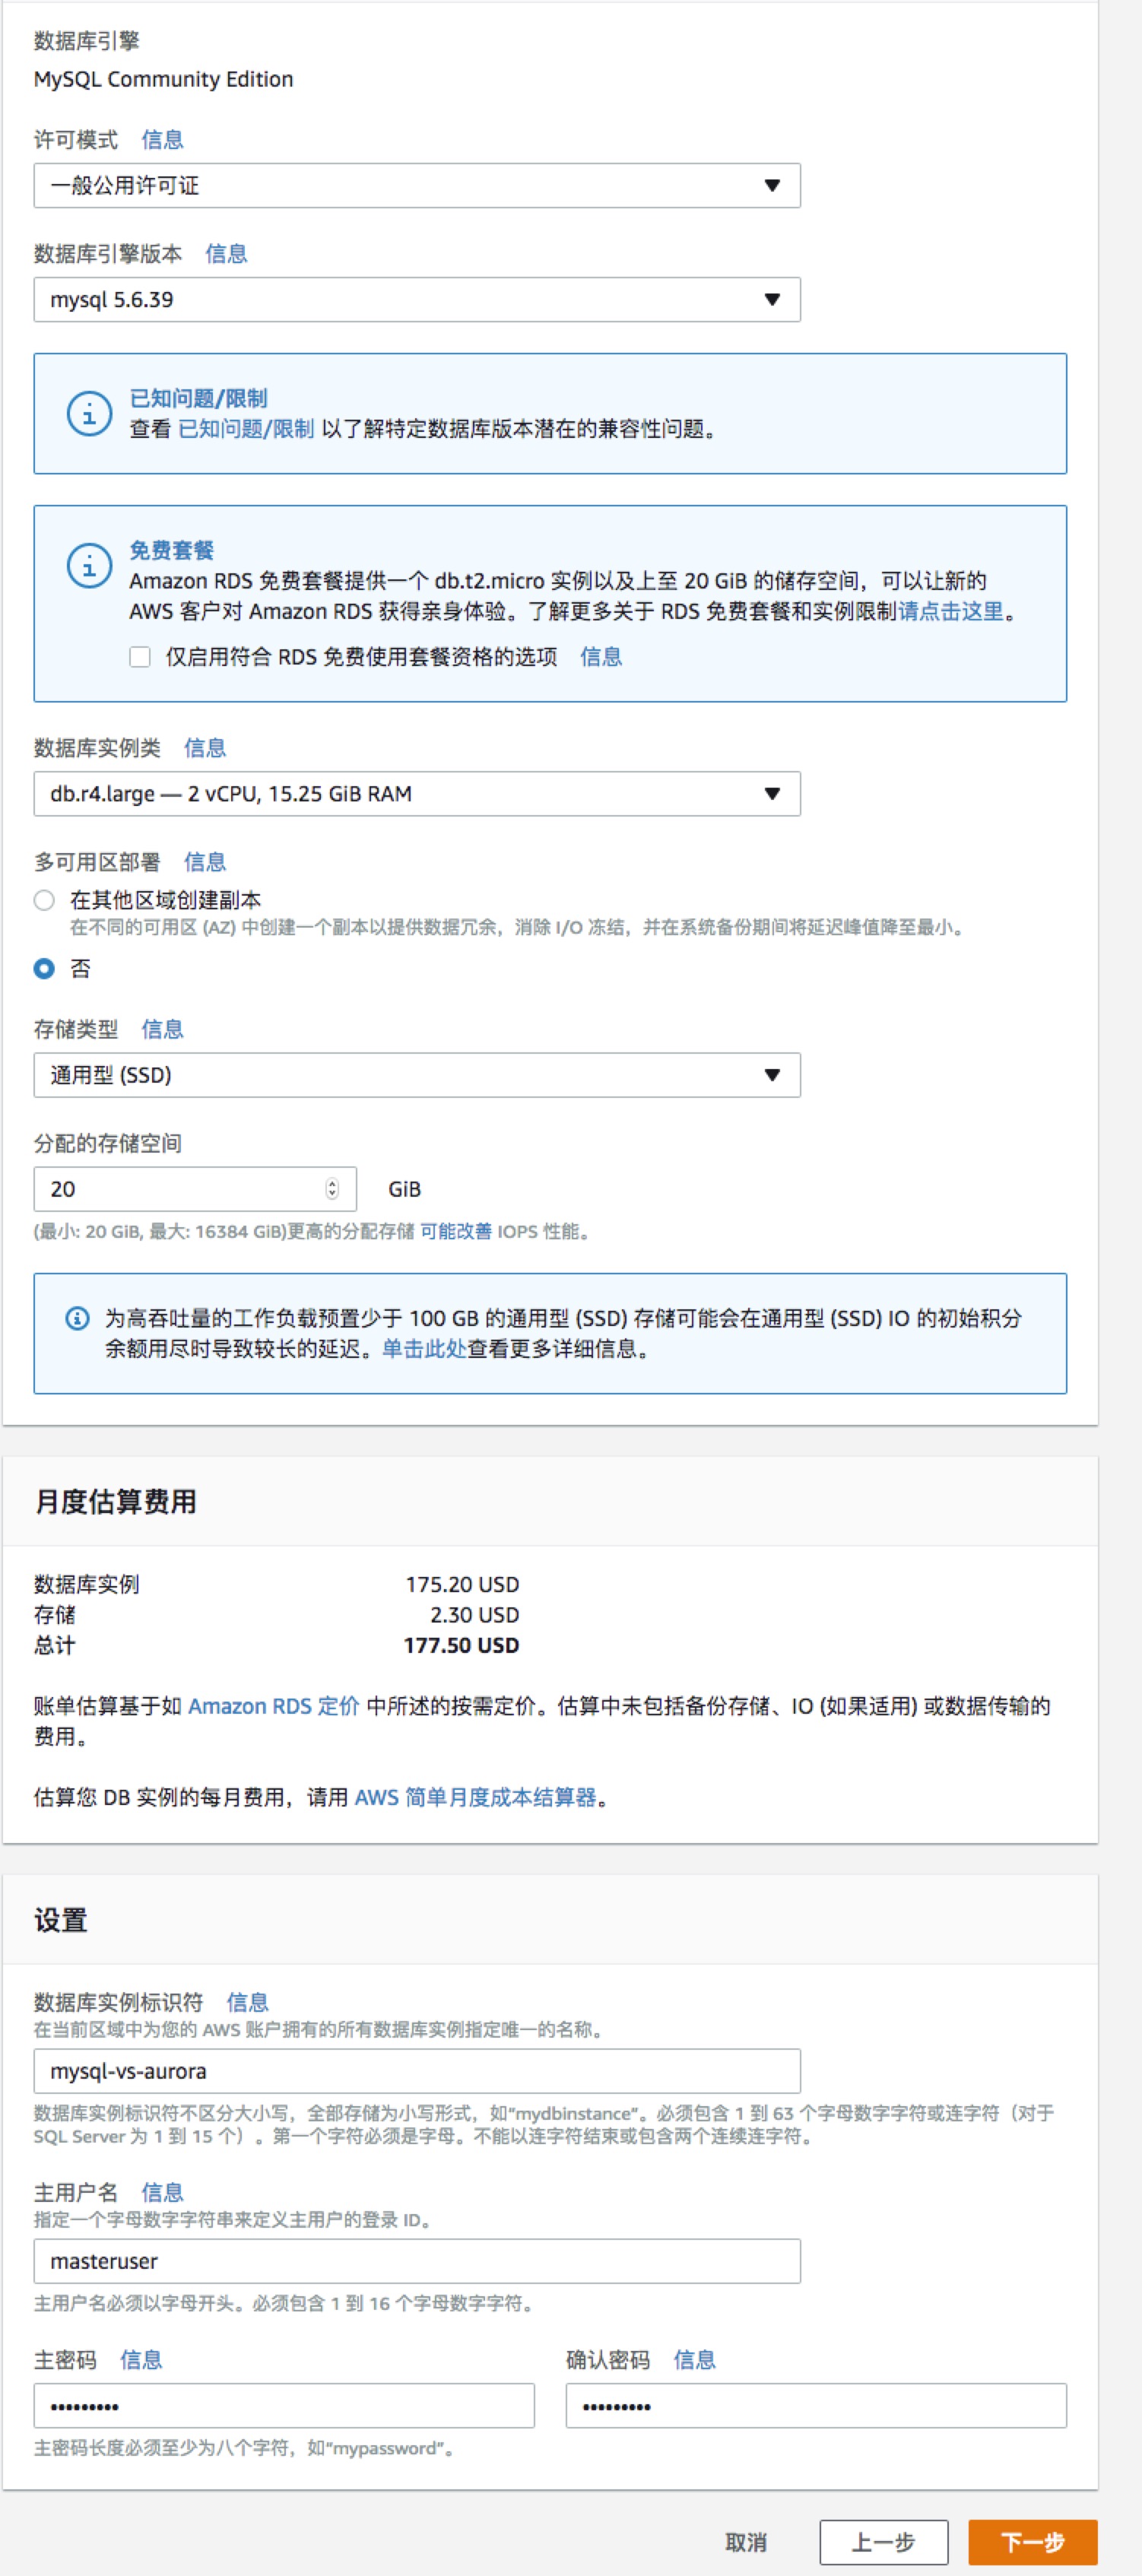 数据库引擎
MySQL Community Edition
许可模式 信息
一般公用许可证
数据库引擎版本 信息
mysql 5.6.39
已知问题/限制
查看 已知问题/限制 以了解特定数据库版本潜在的兼容性问题。
免费套餐
Amazon RDS 免费套餐提供一个 db.t2.micro 实例以及上至 20 GiB 的储存空间，可以让新的
AWS 客户对 Amazon RDS 获得亲身体验。了解更多关于 RDS 免费套餐和实例限制请点击这里。
仅启用符合 RDS 免费使用套餐资格的选项 信息
数据库实例类 信息
db.r4.large — 2 vCPU, 15.25 GiB RAM
多可用区部署 信息
在其他区域创建副本
在不同的可用区 (AZ) 中创建一个副本以提供数据冗余，消除 I/O 冻结，并在系统备份期间将延迟峰值降至最小。
否
存储类型 信息
通用型 (SSD)
分配的存储空间
20 GiB
(最小: 20 GiB, 最大: 16384 GiB)更高的分配存储 可能改善 IOPS 性能。
为高吞吐量的工作负载预置少于 100 GB 的通用型 (SSD) 存储可能会在通用型 (SSD) IO 的初始积分
余额用尽时导致较长的延迟。单击此处查看更多详细信息。
月度估算费用
数据库实例 175.20 USD
存储 2.30 USD
总计 177.50 USD
账单估算基于如 Amazon RDS 定价 中所述的按需定价。估算中未包括备份存储、IO (如果适用) 或数据传输的
费用。
估算您 DB 实例的每月费用，请用 AWS 简单月度成本结算器。
设置
数据库实例标识符 信息
在当前区域中为您的 AWS 账户拥有的所有数据库实例指定唯一的名称。
mysql-vs-aurora
数据库实例标识符不区分大小写，全部存储为小写形式，如“mydbinstance”。必须包含 1 到 63 个字母数字字符或连字符（对于
SQL Server 为 1 到 15 个）。第一个字符必须是字母。不能以连字符结束或包含两个连续连字符。
主用户名 信息
指定一个字母数字字符串来定义主用户的登录 ID。
masteruser
主用户名必须以字母开头。必须包含 1 到 16 个字母数字字符。
主密码 信息 确认密码 信息
••••••••• •••••••••
主密码长度必须至少为八个字符，如“mypassword”。
取消 上一步 下一步